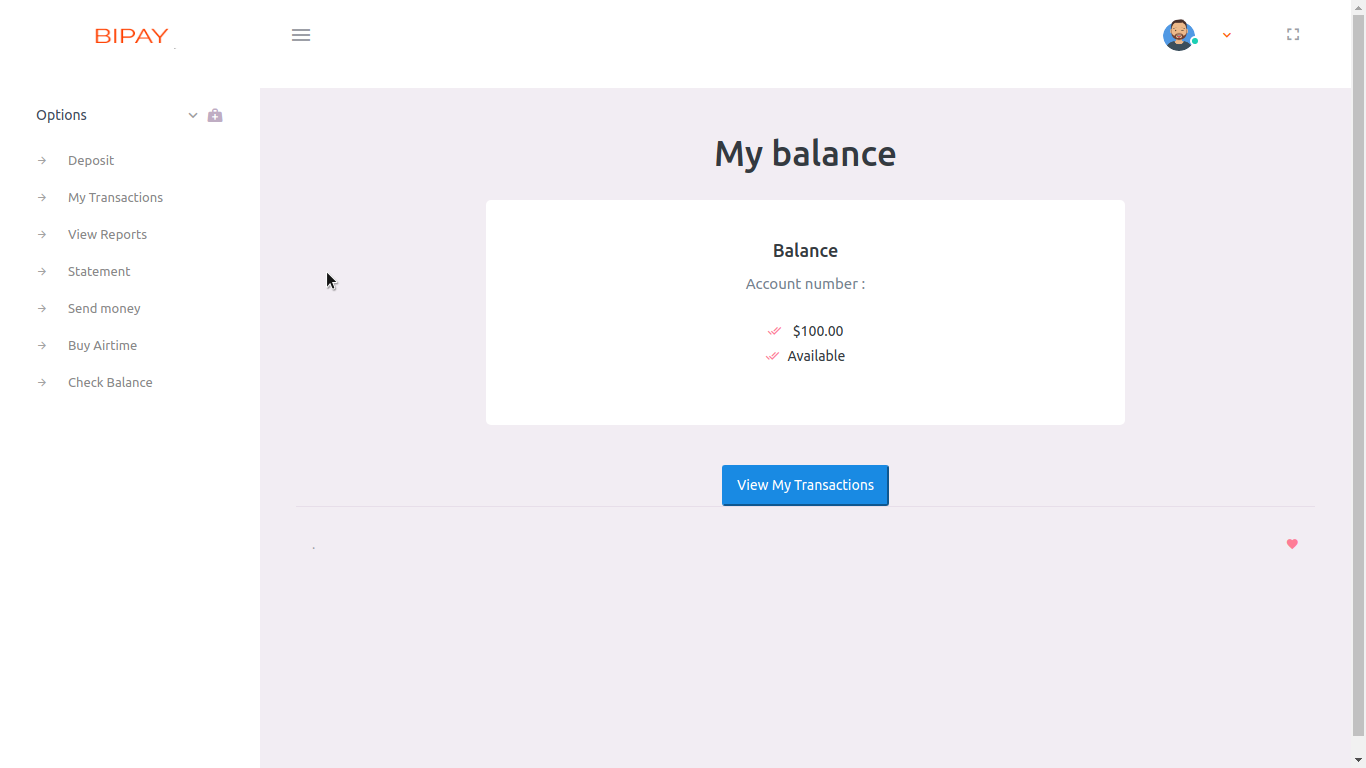 BIPAY
Options
Deposit
My Transactions
View Reports
Statement
Send money
Buy Airtime
Check Balance
My balance
Balance
Account number :
$100.00
Available
View My Transactions
.